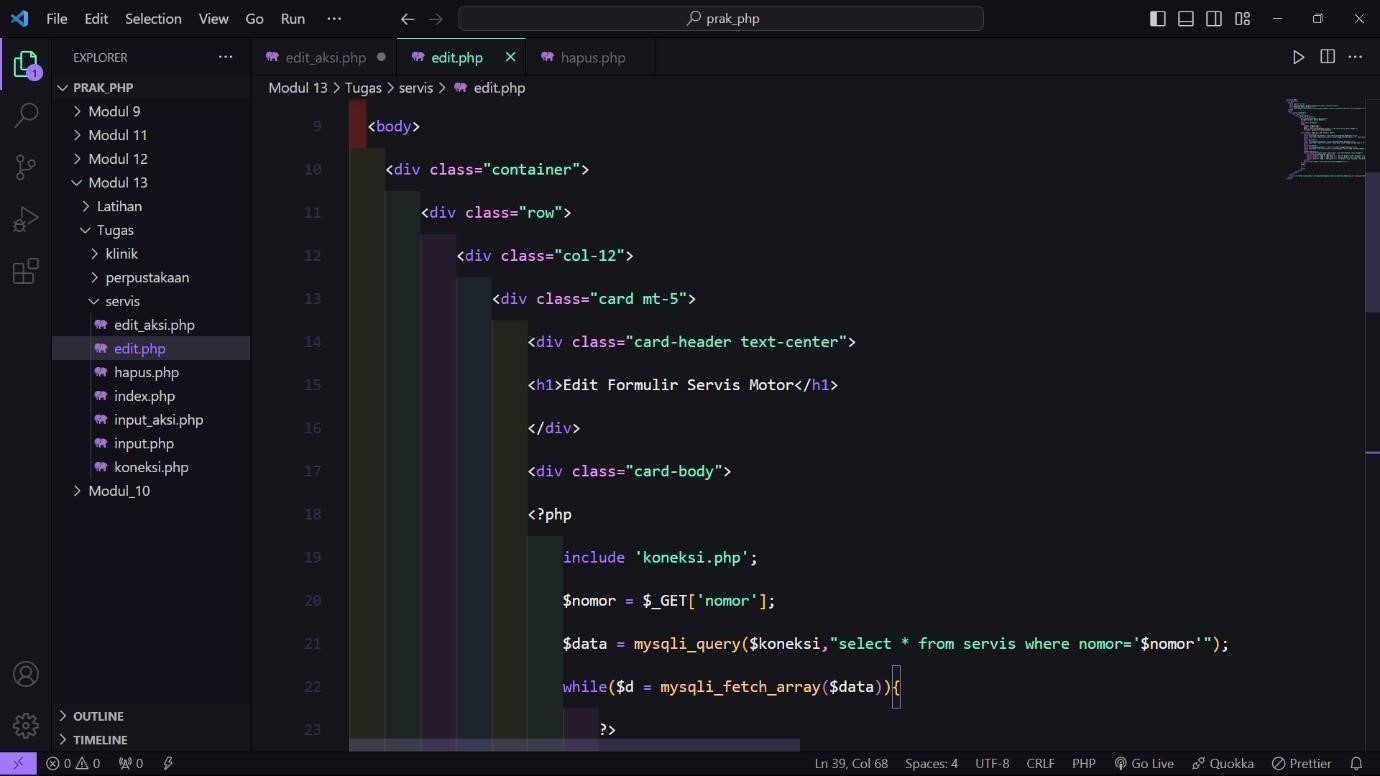 File Edit Selection View Go Run ··· prak_php
EXPLORER ···
1
PRAK_PHP
Modul 9
Modul 11
Modul 12
Modul 13
Latihan
Tugas
klinik
perpustakaan
servis
edit_aksi.php
edit.php
hapus.php
index.php
input_aksi.php
input.php
koneksi.php
Modul_10
OUTLINE
TIMELINE
edit_aksi.php edit.php hapus.php
Modul 13 > Tugas > servis > edit.php
9 <body>
10 <div class="container">
11 <div class="row">
12 <div class="col-12">
13 <div class="card mt-5">
14 <div class="card-header text-center">
15 <h1>Edit Formulir Servis Motor</h1>
16 </div>
17 <div class="card-body">
18 <?php
19 include 'koneksi.php';
20 $nomor = $_GET['nomor'];
21 $data = mysqli_query($koneksi,"select * from servis where nomor='$nomor'");
22 while($d = mysqli_fetch_array($data)){
23 ?>
0 0 0 Ln 39, Col 68 Spaces: 4 UTF-8 CRLF PHP Go Live Quokka Prettier